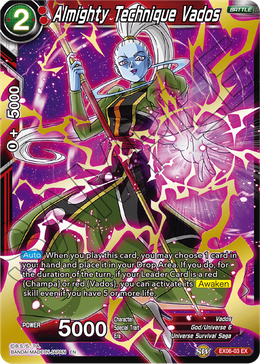 2
Almighty Technique Vados
BATTLE
0 + 5000
Auto When you play this card, you may choose 1 card in
your hand and place it in your Drop Area. If you do, for
the duration of the turn, if your Leader Card is a red
(Champa) or red (Vados), you can activate its Awaken
skill even if you have 5 or more life.
BANDAI/NAMCO/JAPAN EN
POWER
5000
Character
Vados
Special Trait
God/Universe 6
Era
Universe Survival Saga
EX06-03 EX